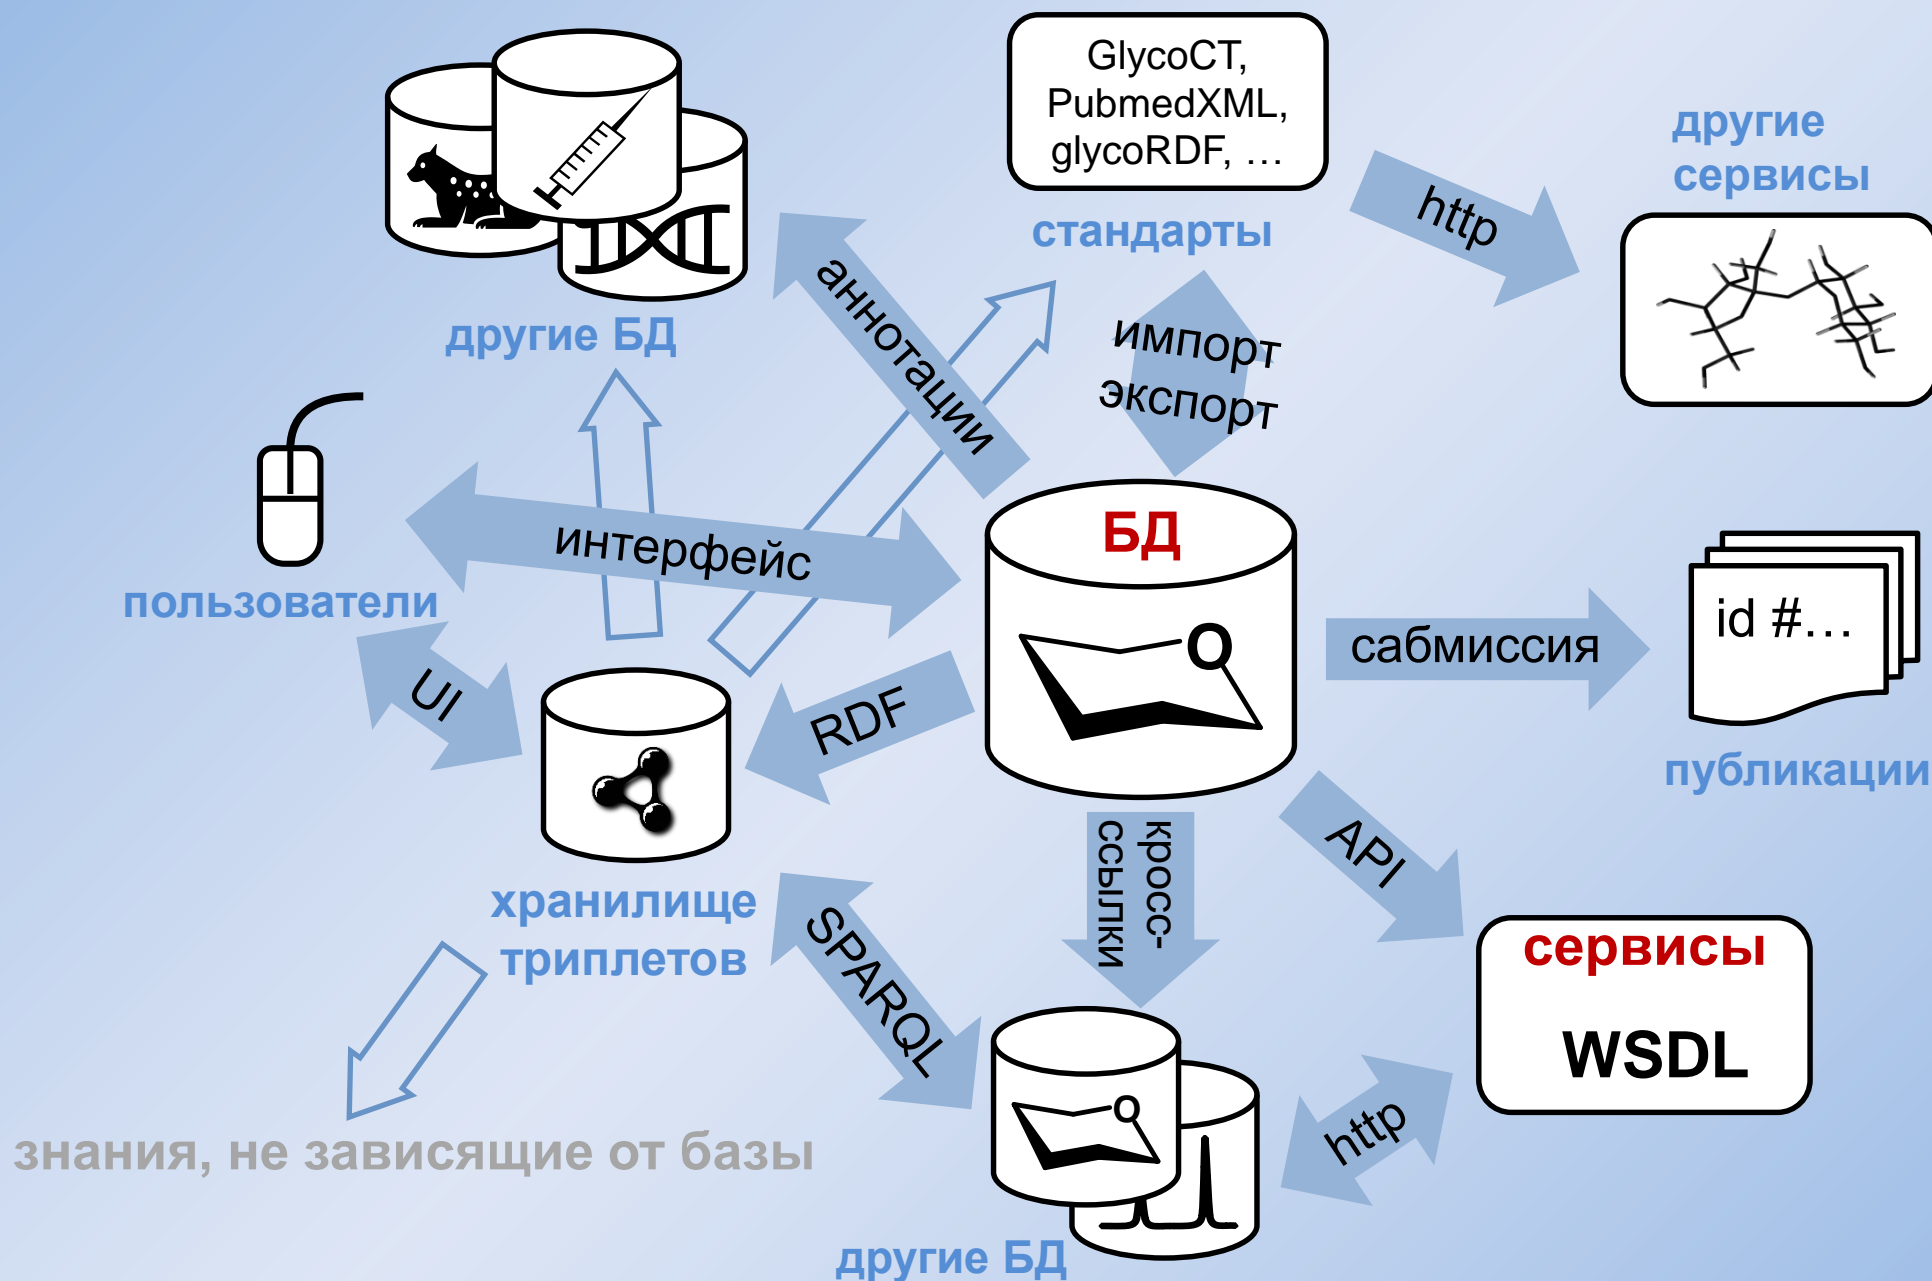 GlycoCT,
PubmedXML,
glycoRDF, …
стандарты
http
другие
сервисы
другие БД
аннотации
импорт
экспорт
пользователи
интерфейс
БД
O
сабмиссия
id #…
публикации
UI
RDF
хранилище
триплетов
SPARQL
кросс-
ссылки
API
сервисы
WSDL
http
O
знания, не зависящие от базы
другие БД